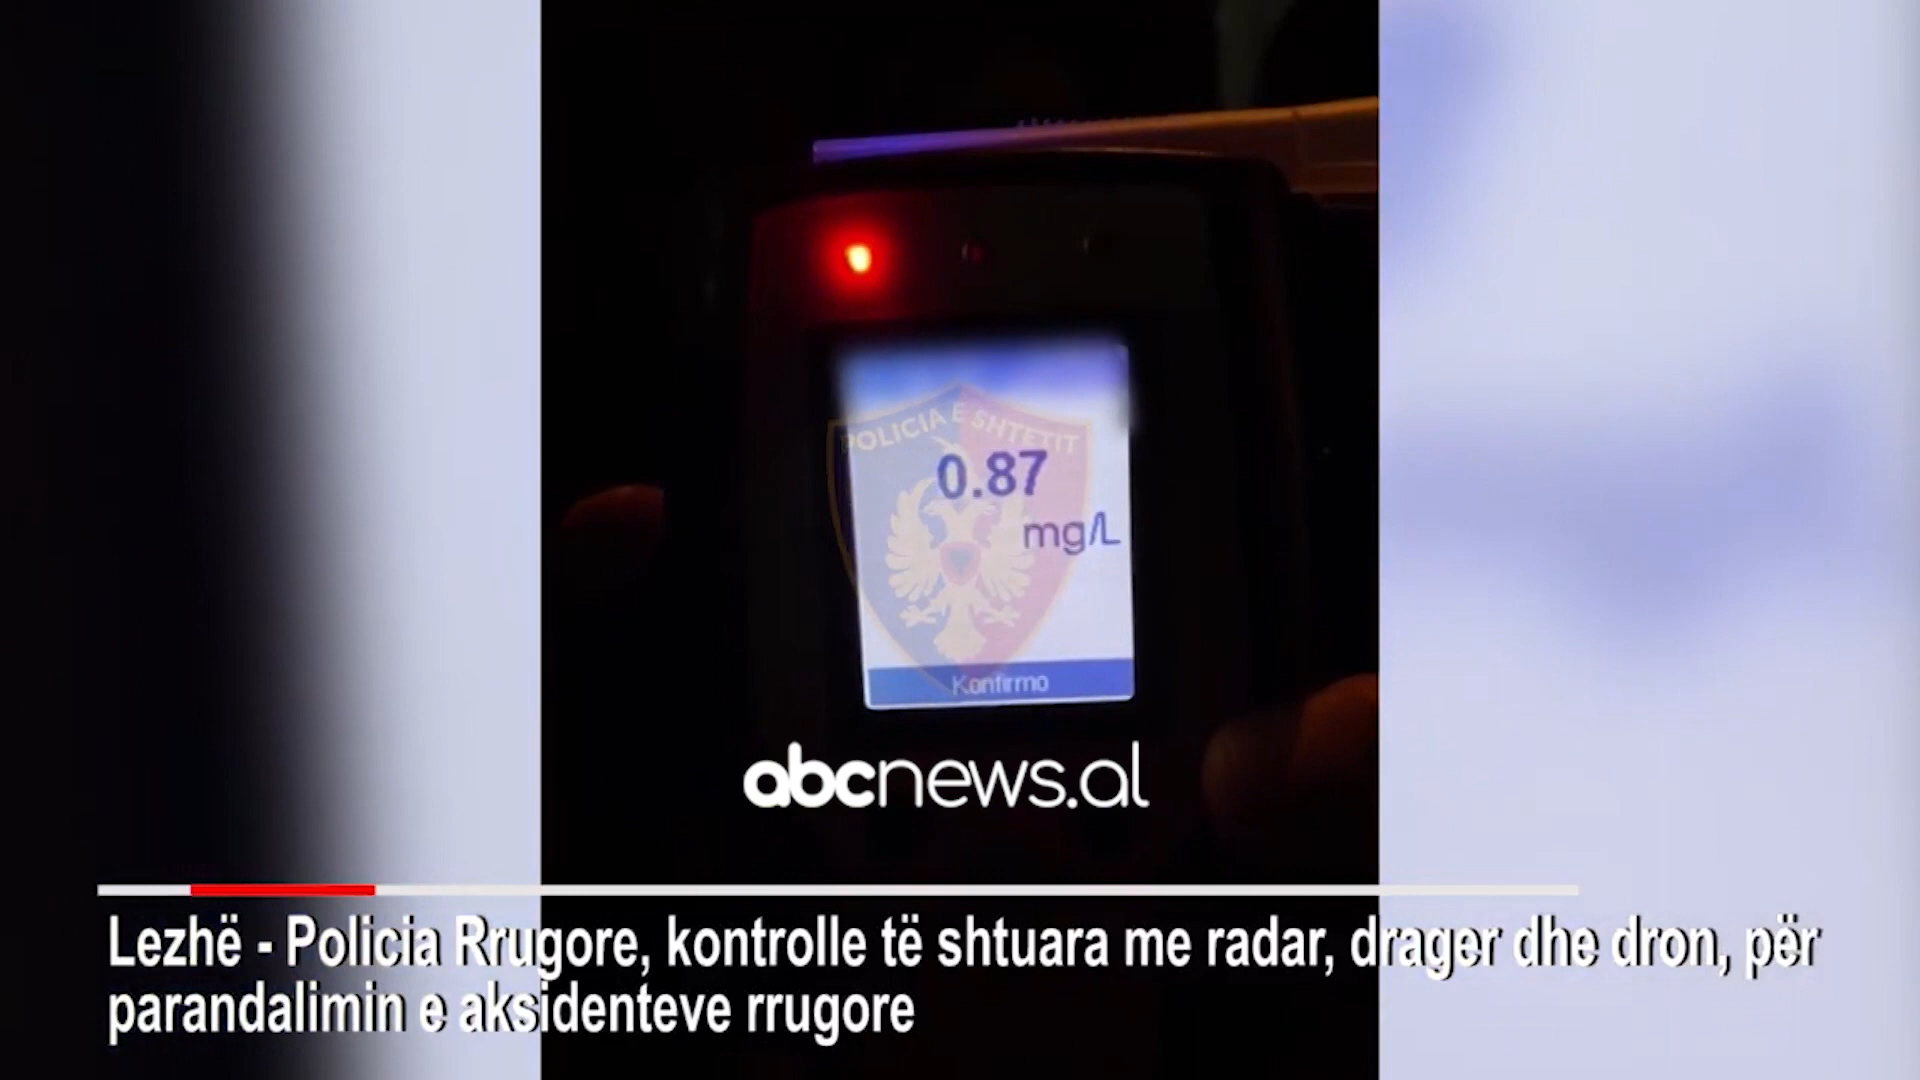 POLICIA E SHTETIT
0.87
mg/L
Konfirmo
abcnews.al
Lezhë - Policia Rrugore, kontrolle të shtuara me radar, drager dhe dron, për
parandalimin e aksidenteve rrugore